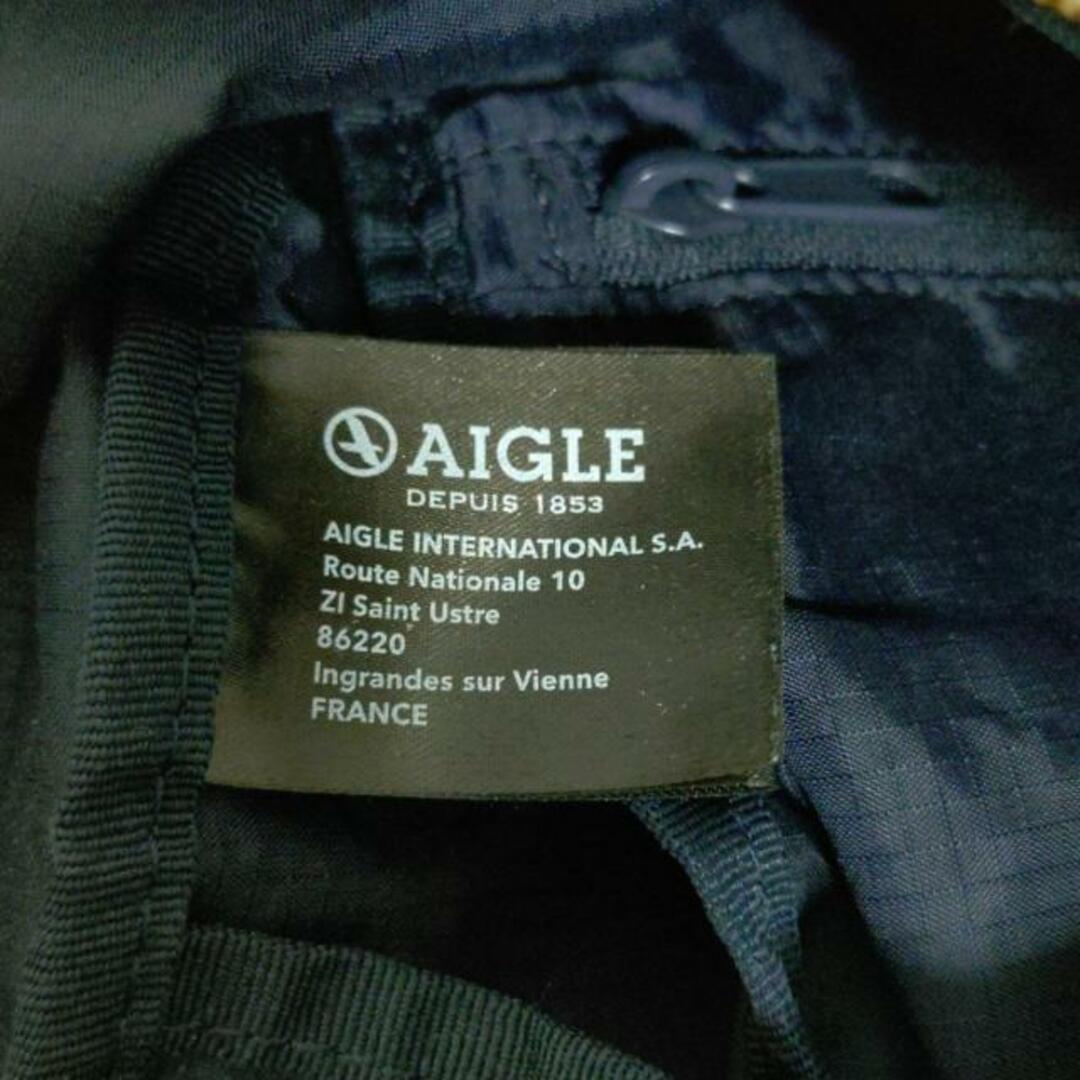 AIGLE
DEPUIS 1853
AIGLE INTERNATIONAL S.A.
Route Nationale 10
ZI Saint Ustre
86220
Ingrandes sur Vienne
FRANCE